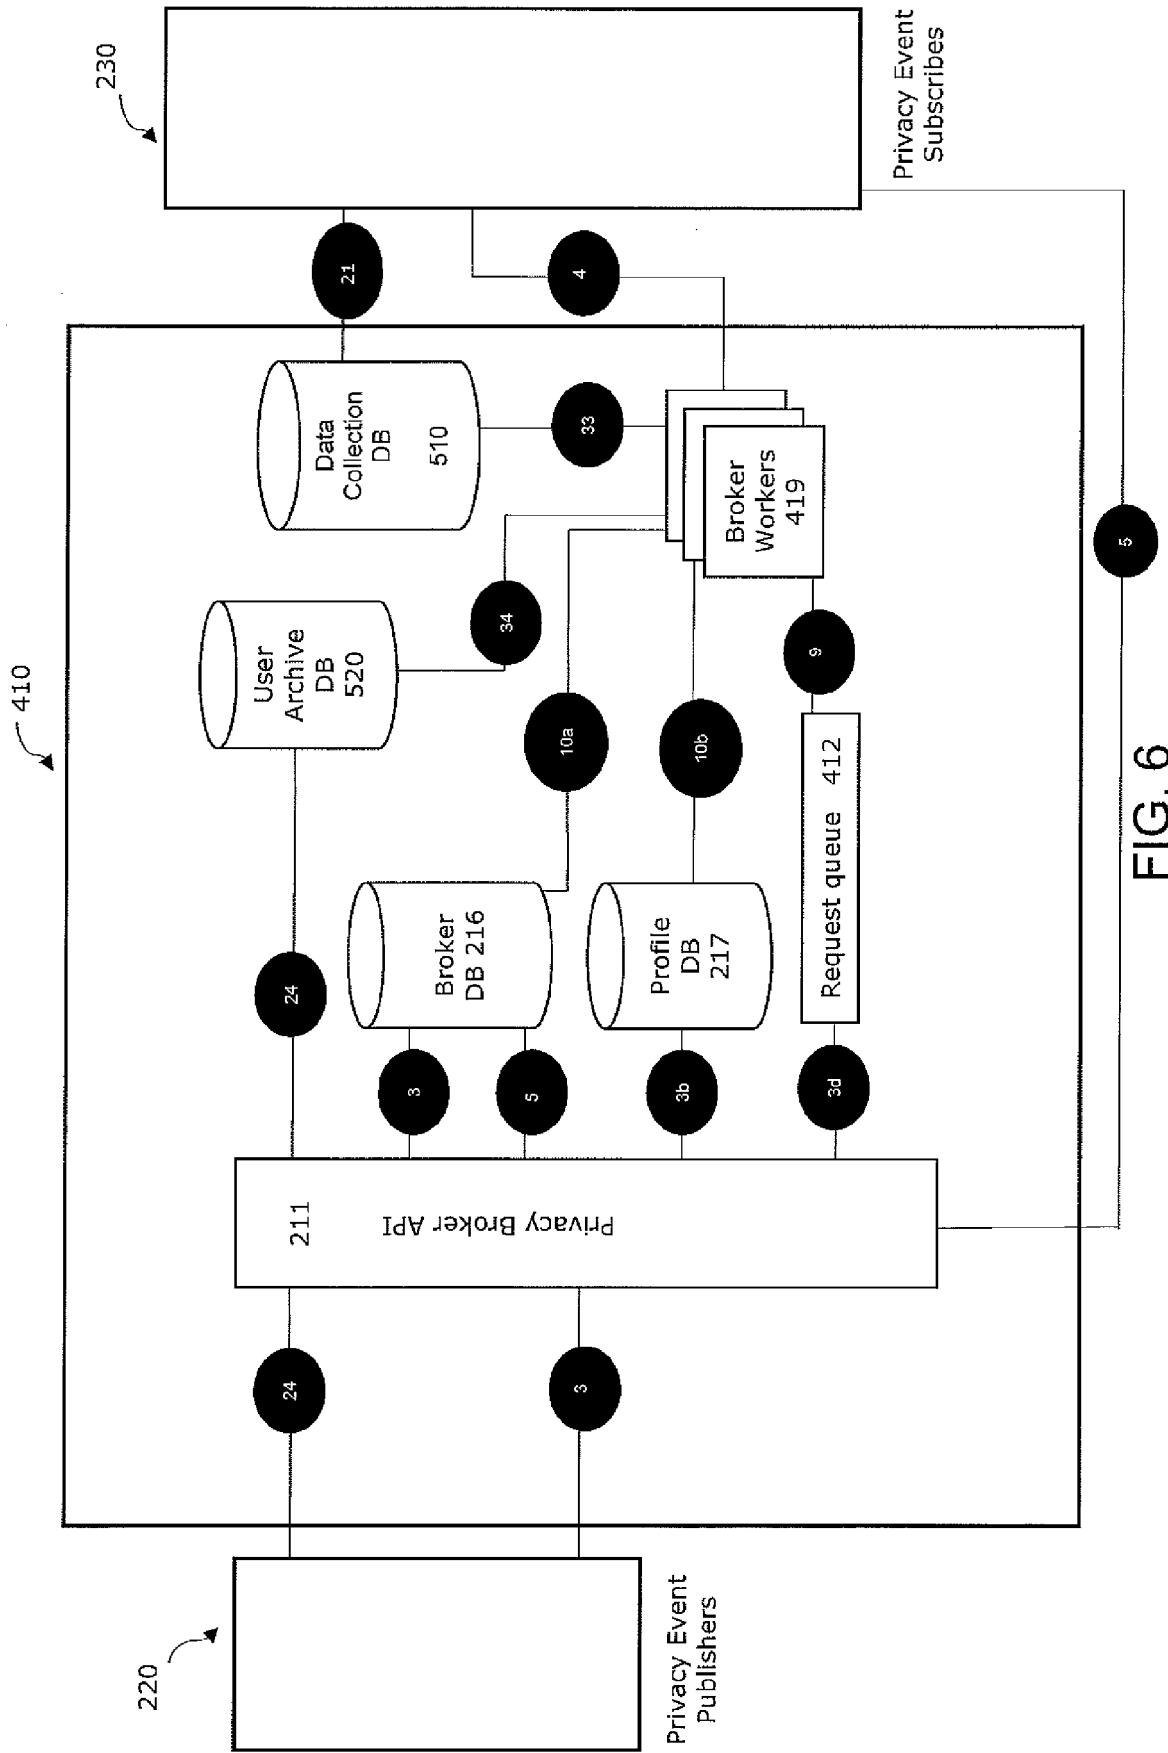 410
220
Privacy Event
Publishers
24
3
211
Privacy Broker API
24
3
5
3b
3d
Broker
DB 216
Profile
DB
217
Request queue 412
User
Archive
DB
520
10a
10b
34
9
Data
Collection
DB
510
33
Broker
Workers
419
21
4
5
230
Privacy Event
Subscribes
FIG. 6